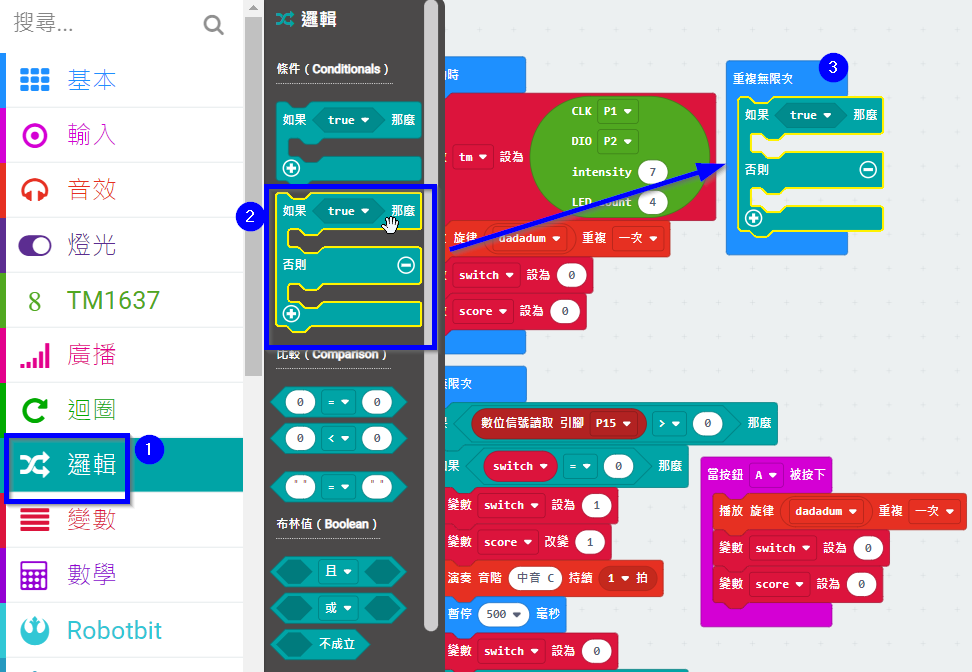 搜尋...
基本
輸入
音效
燈光
8 TM1637
廣播
迴圈
邏輯
1
變數
數學
Robotbit
邏輯
條件 ( Conditionals )
如果 true 那麼
2
如果 true 那麼
否則
比較 ( Comparison )
0 = 0
0 < 0
" " = " "
布林值 ( Boolean )
且
或
不成立
時
tm 設為
CLK P1
DIO P2
intensity 7
LED count 4
旋律 dadadum 重複 一次
switch 設為 0
score 設為 0
3
重複無限次
如果 true 那麼
否則
無限次
果 數位信號讀取 引腳 P15 > 0 那麼
果 switch = 0 那麼
變數 switch 設為 1
變數 score 改變 1
演奏 音階 中音 C 持續 1 拍
暫停 500 毫秒
變數 switch 設為 0
當按鈕 A 被按下
播放 旋律 dadadum 重複 一次
變數 switch 設為 0
變數 score 設為 0